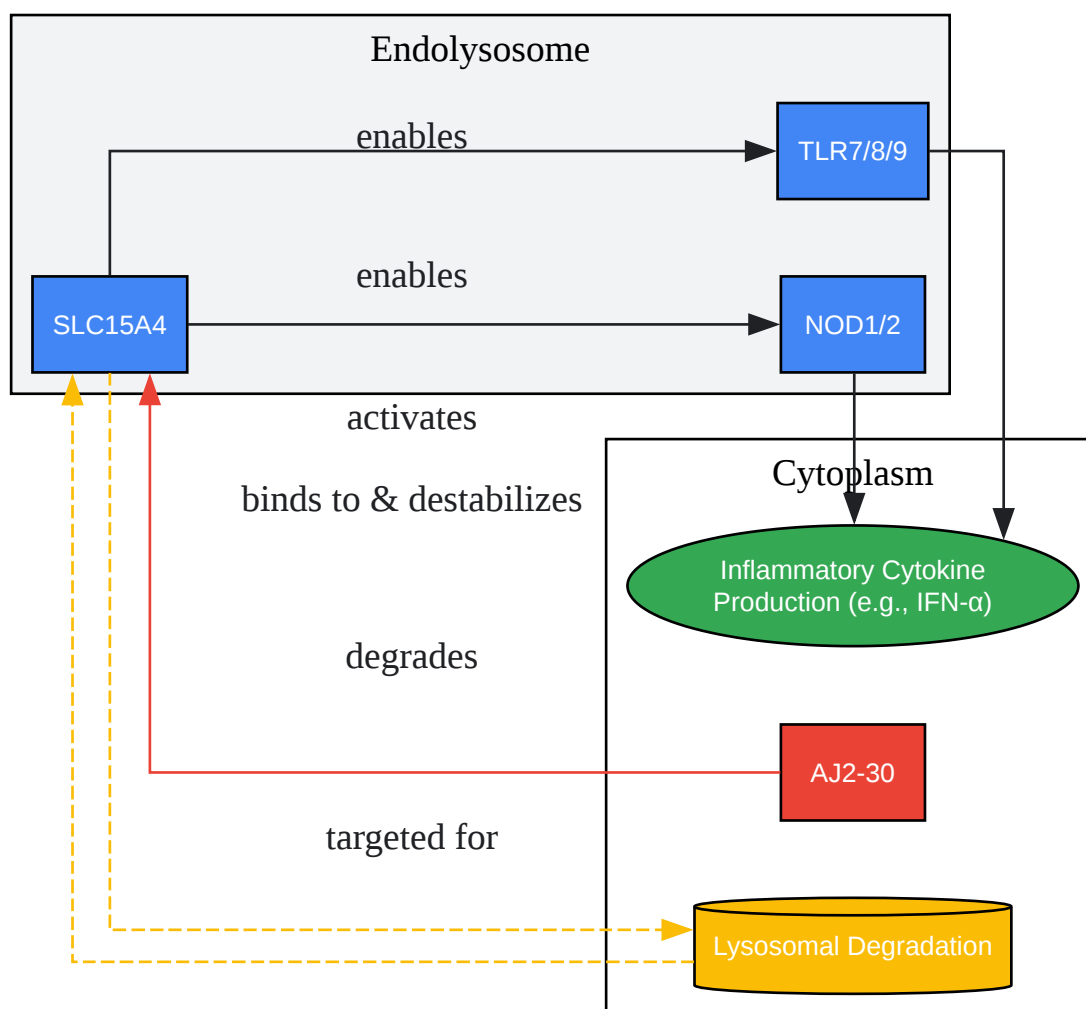 Endolysosome
enables
TLR7/8/9
enables
SLC15A4
NOD1/2
activates
Cytoplasm
binds to & destabilizes
Inflammatory Cytokine
Production (e.g., IFN-α)
degrades
AJ2-30
targeted for
Lysosomal Degradation